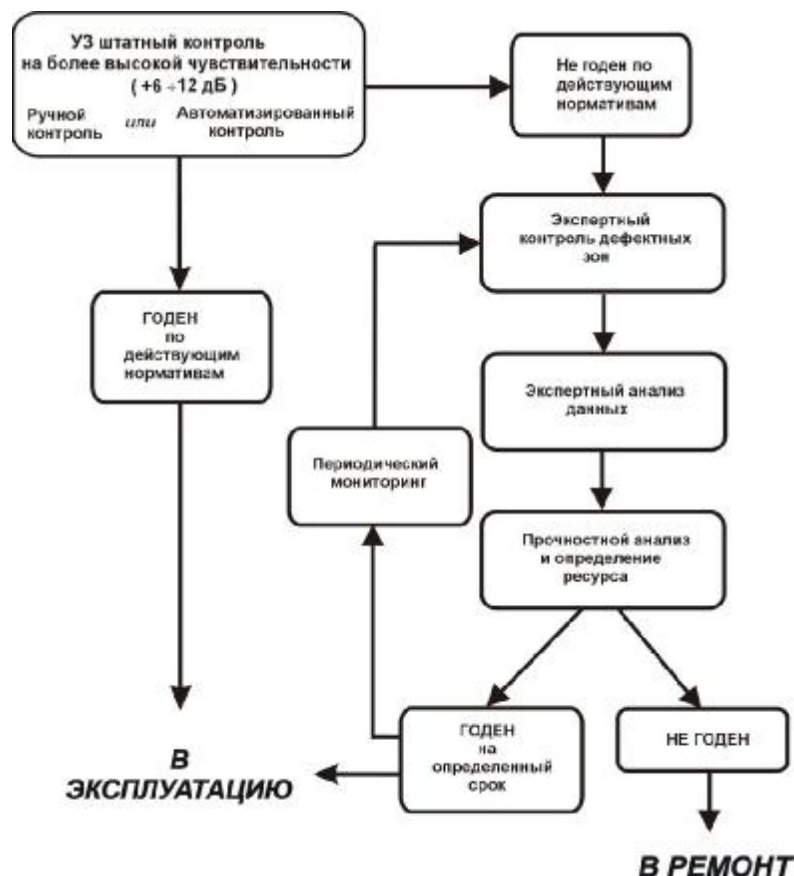 УЗ штатный контроль
на более высокой чувствительности
( +6 ÷12 дБ )
Ручной
контроль
или
Автоматизированный
контроль
Не годен по
действующим
нормативам
Экспертный
контроль дефектных
зон
ГОДЕН
по
действующим
нормативам
Экспертный анализ
данных
Периодический
мониторинг
Прочностной анализ
и определение
ресурса
ГОДЕН
на
определенный
срок
НЕ ГОДЕН
В
ЭКСПЛУАТАЦИЮ
В РЕМОНТ